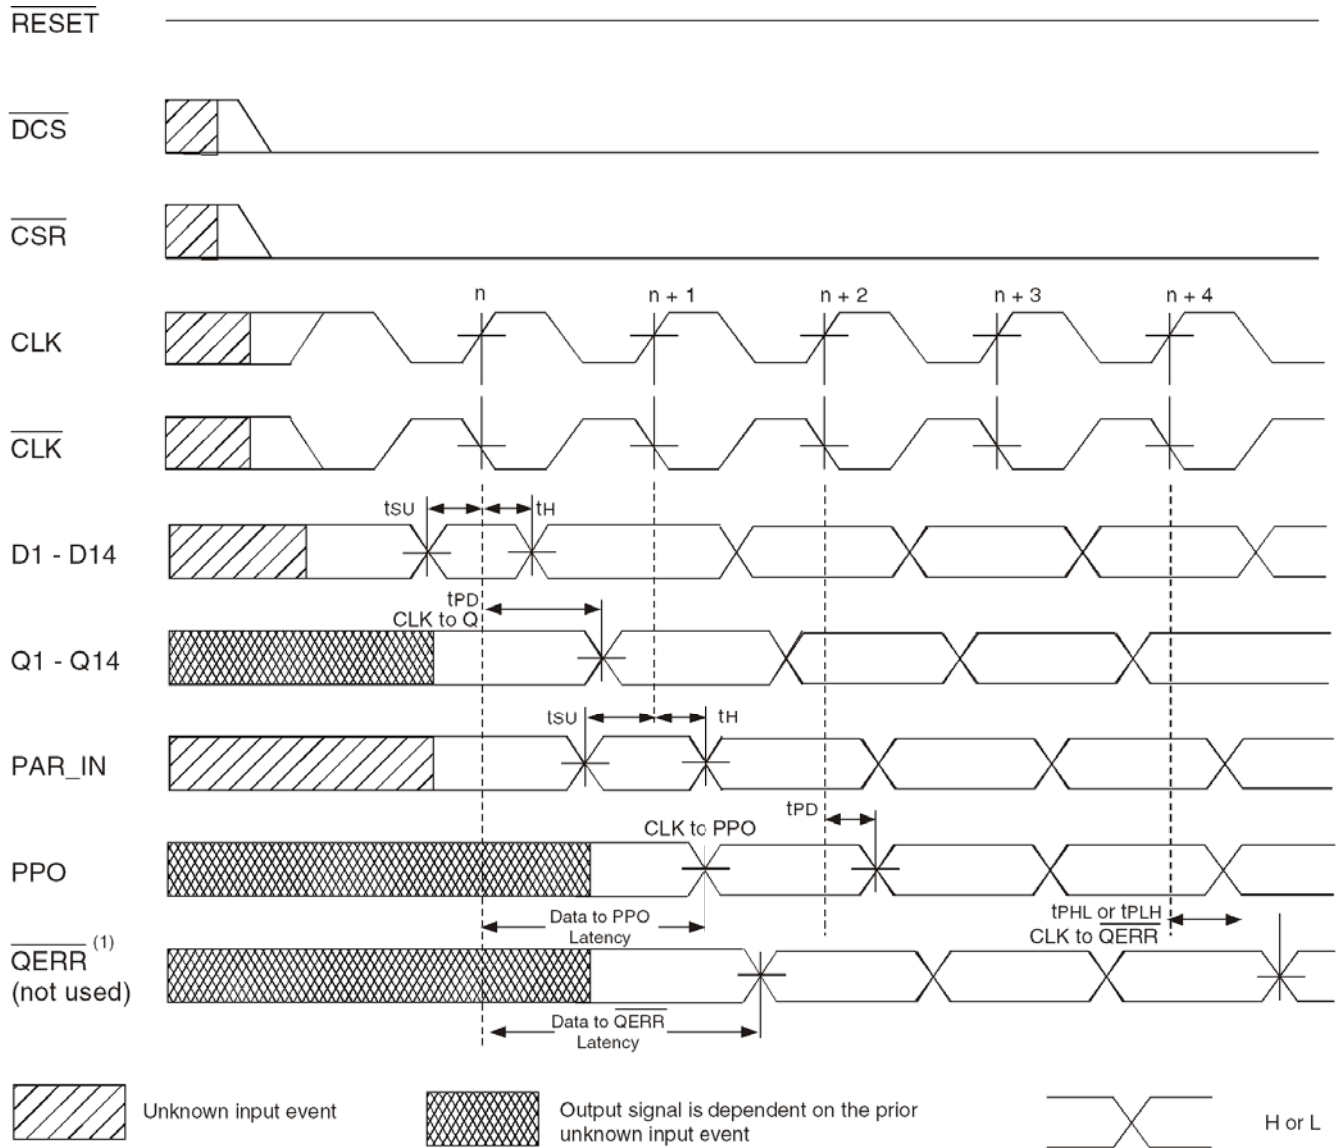 RESET
DCS
CSR
n
n + 1
n + 2
n + 3
n + 4
CLK
CLK
tSU
tH
D1 - D14
tPD
CLK to Q
Q1 - Q14
tSU
tH
PAR_IN
tPD
CLK to PPO
PPO
Data to PPO
Latency
tPHL or tPLH
CLK to QERR
QERR (1)
(not used)
Data to QERR
Latency
Unknown input event
Output signal is dependent on the prior
unknown input event
H or L